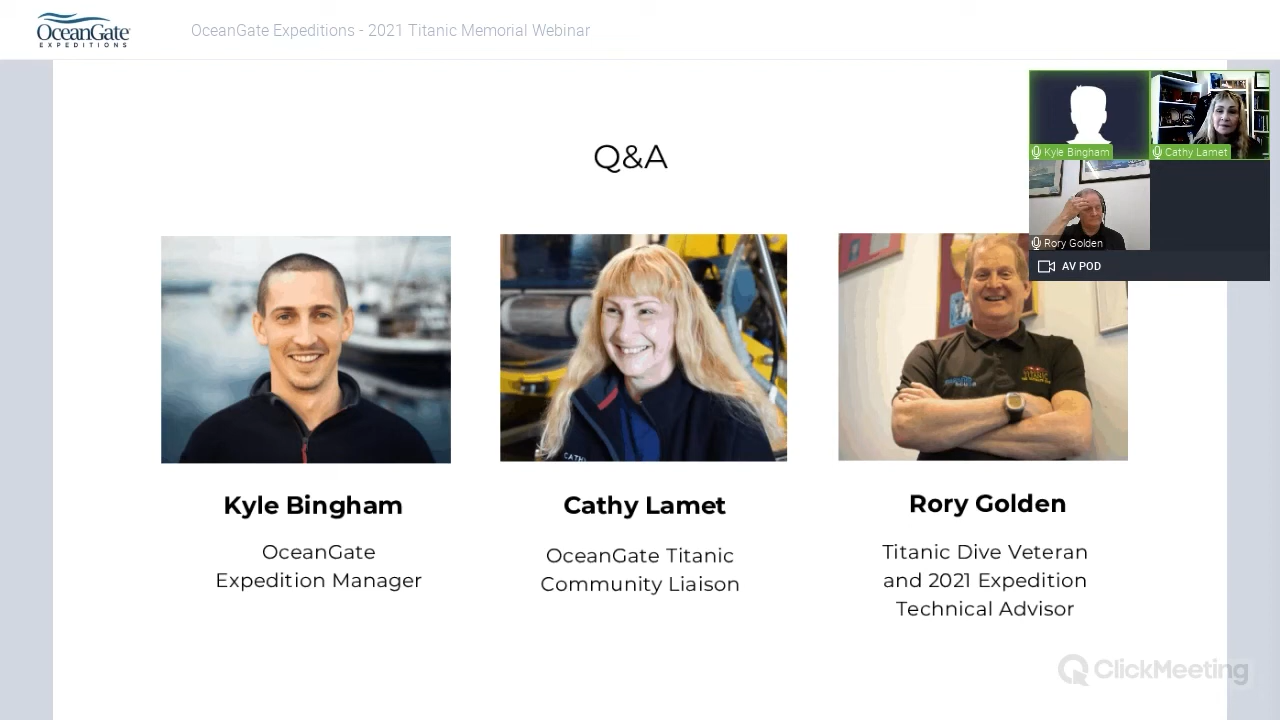 OceanGate
EXPEDITIONS
OceanGate Expeditions - 2021 Titanic Memorial Webinar
Q&A
Kyle Bingham
Cathy Lamet
Rory Golden
AV POD
CATH
TITANIC
Kyle Bingham
OceanGate
Expedition Manager
Cathy Lamet
OceanGate Titanic
Community Liaison
Rory Golden
Titanic Dive Veteran
and 2021 Expedition
Technical Advisor
ClickMeeting